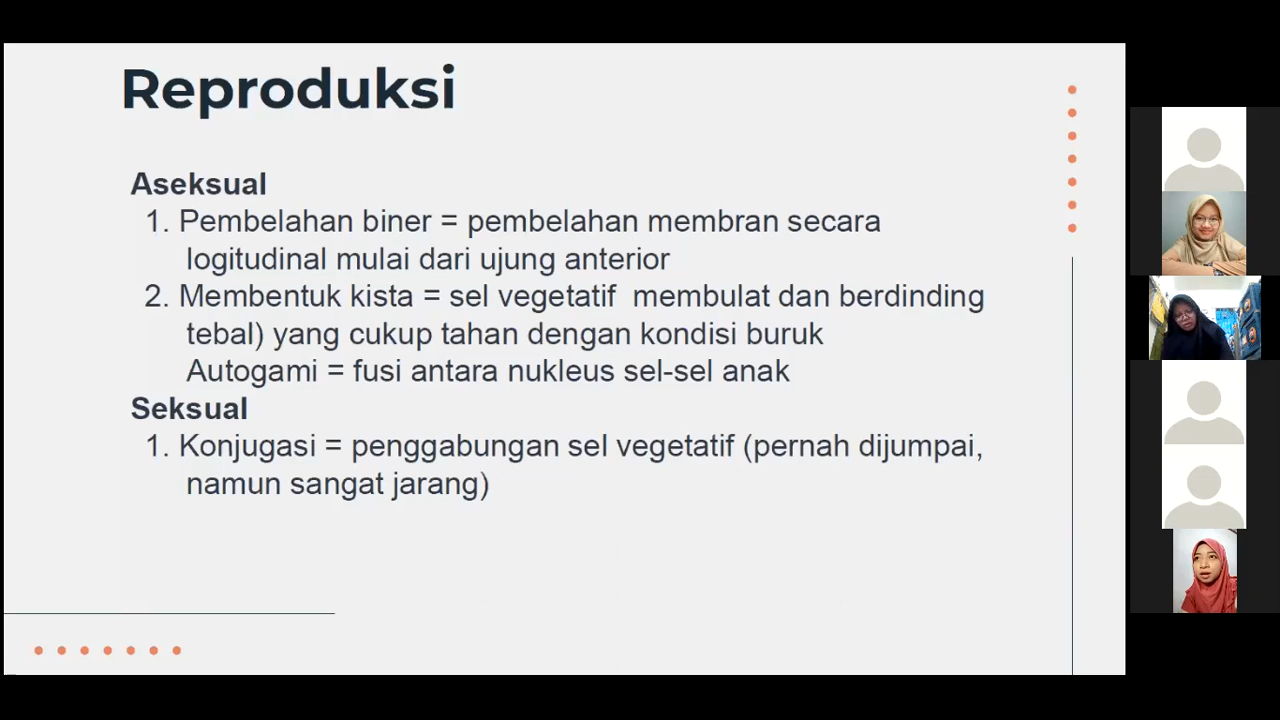 Reproduksi
Aseksual
1. Pembelahan biner = pembelahan membran secara
logitudinal mulai dari ujung anterior
2. Membentuk kista = sel vegetatif  membulat dan berdinding
tebal) yang cukup tahan dengan kondisi buruk
Autogami = fusi antara nukleus sel-sel anak
Seksual
1. Konjugasi = penggabungan sel vegetatif (pernah dijumpai,
namun sangat jarang)